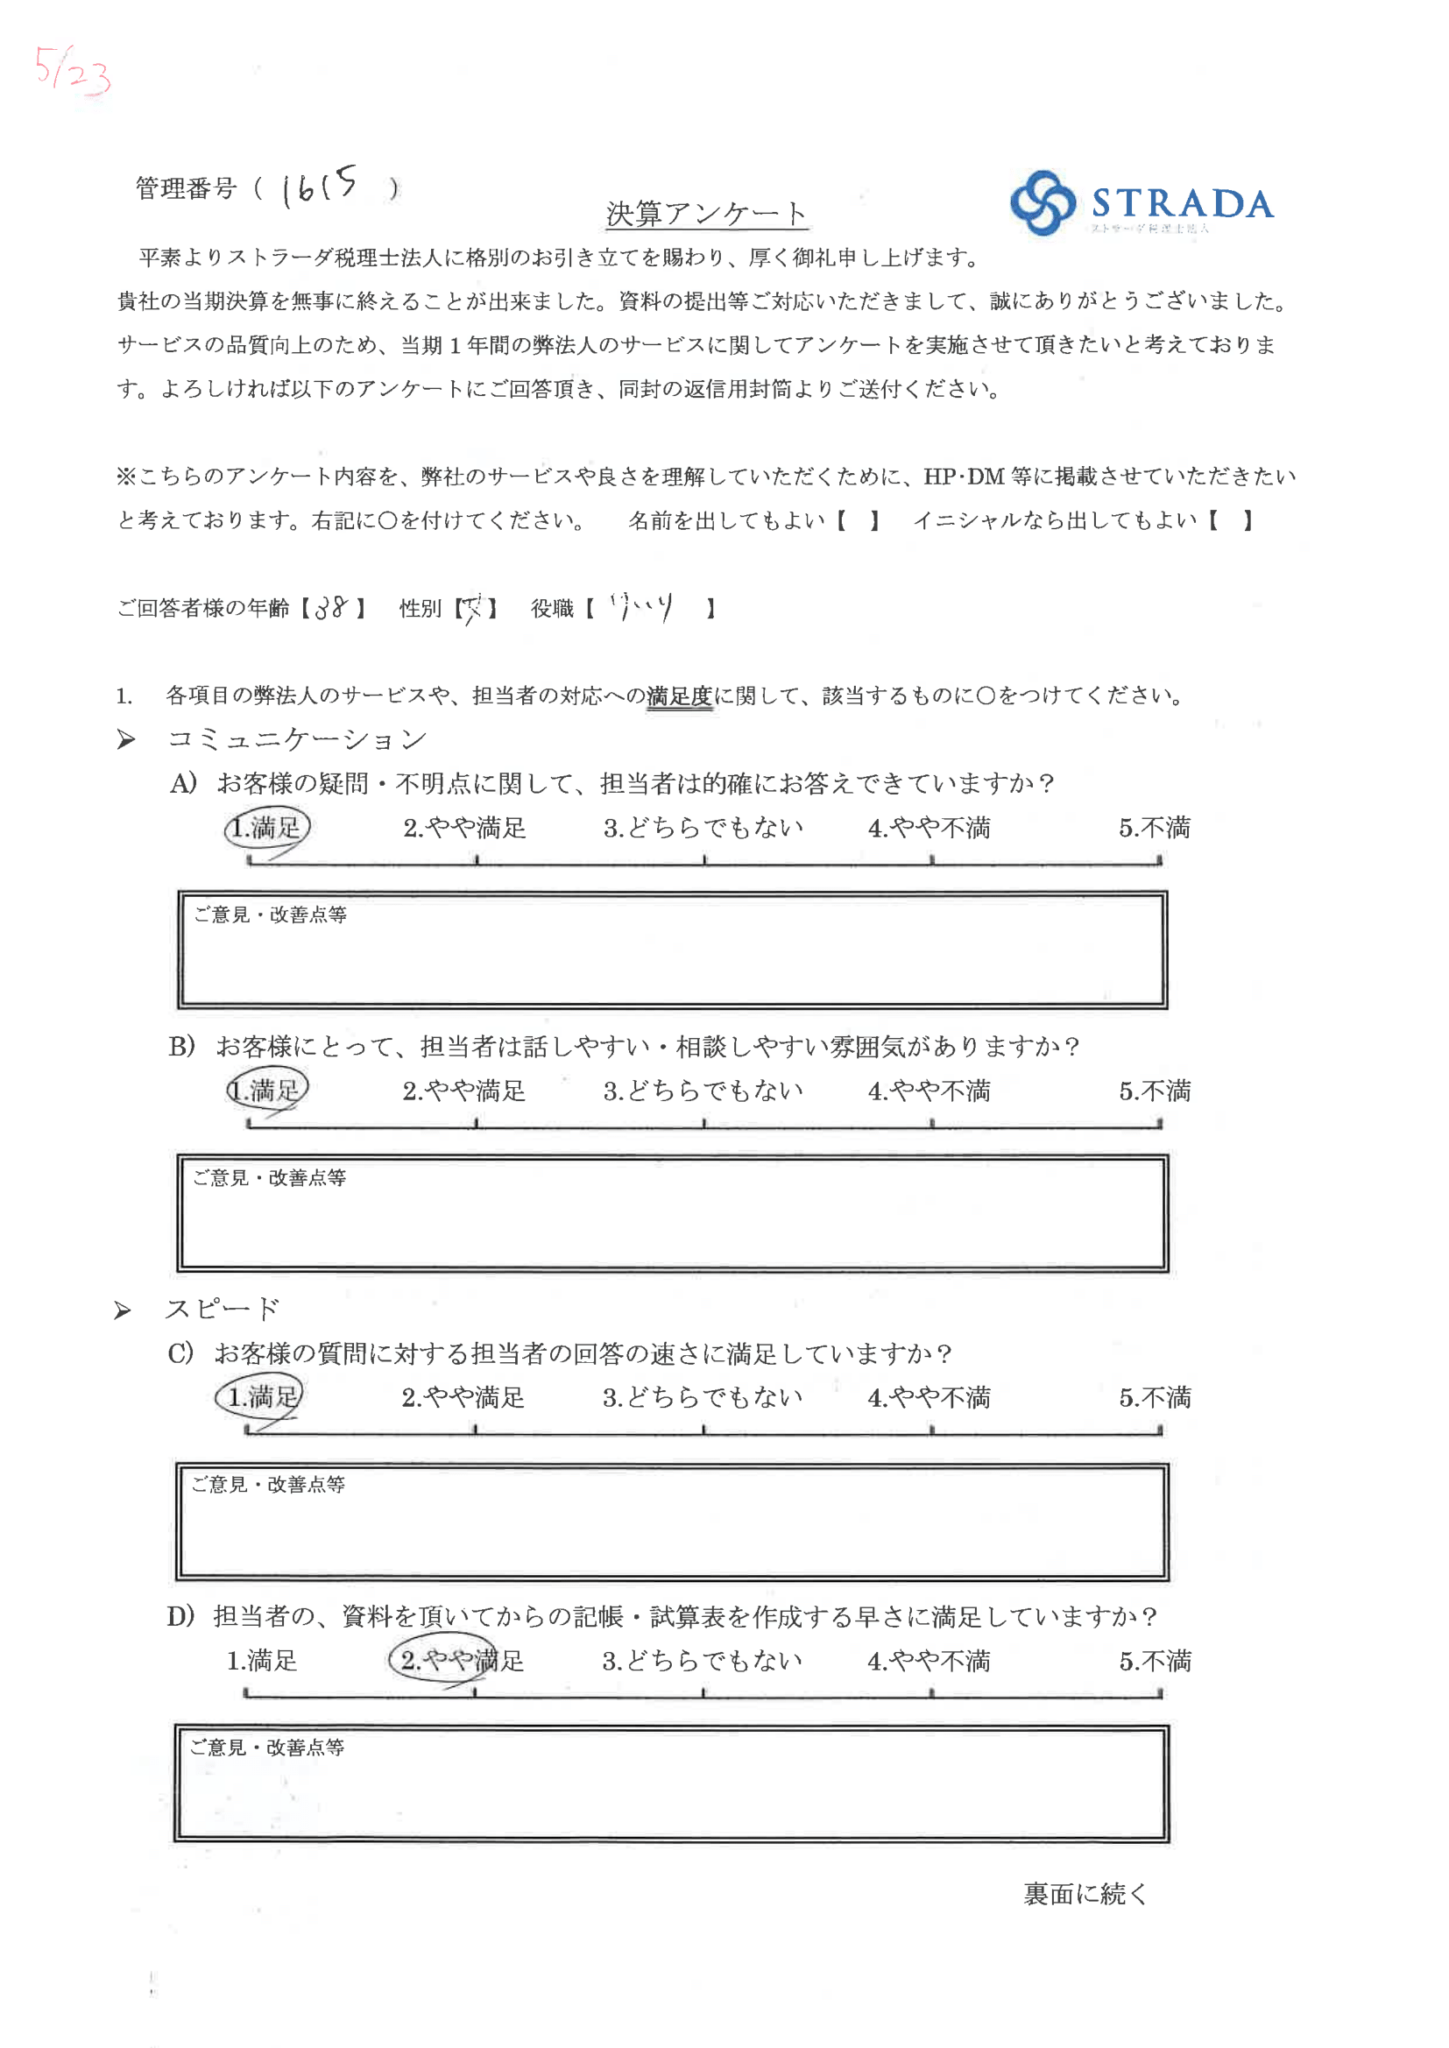 5/23
管理番号（ 1615 ）
STRADA
ストラーダ税理士法人
決算アンケート
平素よりストラーダ税理士法人に格別のお引き立てを賜わり、厚く御礼申し上げます。
貴社の当期決算を無事に終えることが出来ました。資料の提出等ご対応いただきまして、誠にありがとうございました。
サービスの品質向上のため、当期1年間の弊法人のサービスに関してアンケートを実施させて頂きたいと考えておりま
す。よろしければ以下のアンケートにご回答頂き、同封の返信用封筒よりご送付ください。
※こちらのアンケート内容を、弊社のサービスや良さを理解していただくために、HP･DM 等に掲載させていただきたい
と考えております。右記に〇を付けてください。 名前を出してもよい【 】 イニシャルなら出してもよい【 】
ご回答者様の年齢【38】 性別【 】 役職【 】
1. 各項目の弊法人のサービスや、担当者の対応への満足度に関して、該当するものに〇をつけてください。
➢ コミュニケーション
A) お客様の疑問・不明点に関して、担当者は的確にお答えできていますか？
1.満足 2.やや満足 3.どちらでもない 4.やや不満 5.不満
ご意見・改善点等
B) お客様にとって、担当者は話しやすい・相談しやすい雰囲気がありますか？
1.満足 2.やや満足 3.どちらでもない 4.やや不満 5.不満
ご意見・改善点等
➢ スピード
C) お客様の質問に対する担当者の回答の速さに満足していますか？
1.満足 2.やや満足 3.どちらでもない 4.やや不満 5.不満
ご意見・改善点等
D) 担当者の、資料を頂いてからの記帳・試算表を作成する早さに満足していますか？
1.満足 2.やや満足 3.どちらでもない 4.やや不満 5.不満
ご意見・改善点等
裏面に続く